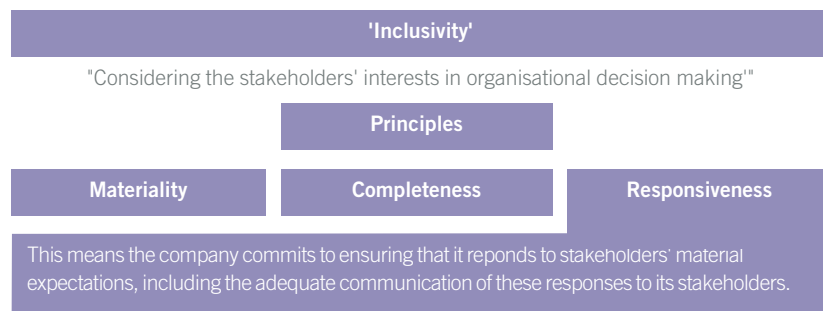 'Inclusivity'
"Considering the stakeholders' interests in organisational decision making'"
Principles
Materiality
Completeness
Responsiveness
This means the company commits to ensuring that it reponds to stakeholders' material
expectations, including the adequate communication of these responses to its stakeholders.